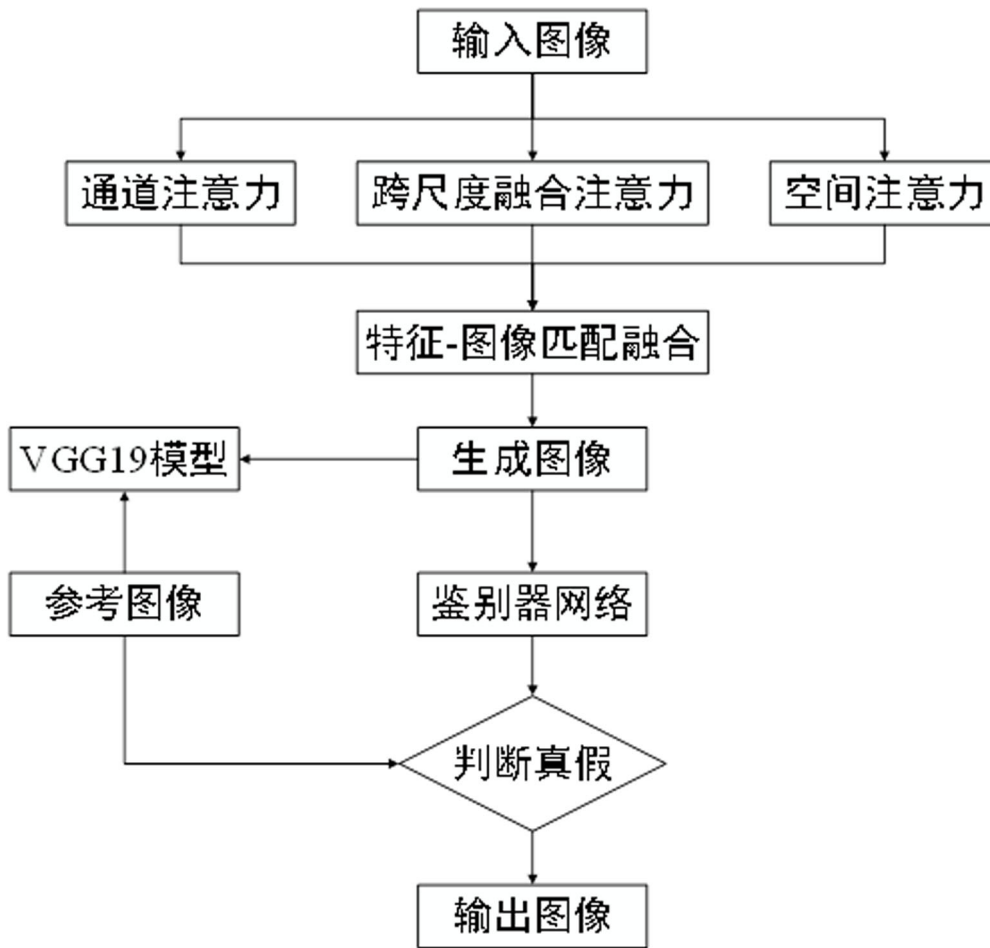 输入图像
通道注意力
跨尺度融合注意力
空间注意力
特征-图像匹配融合
VGG19模型
生成图像
参考图像
鉴别器网络
判断真假
输出图像